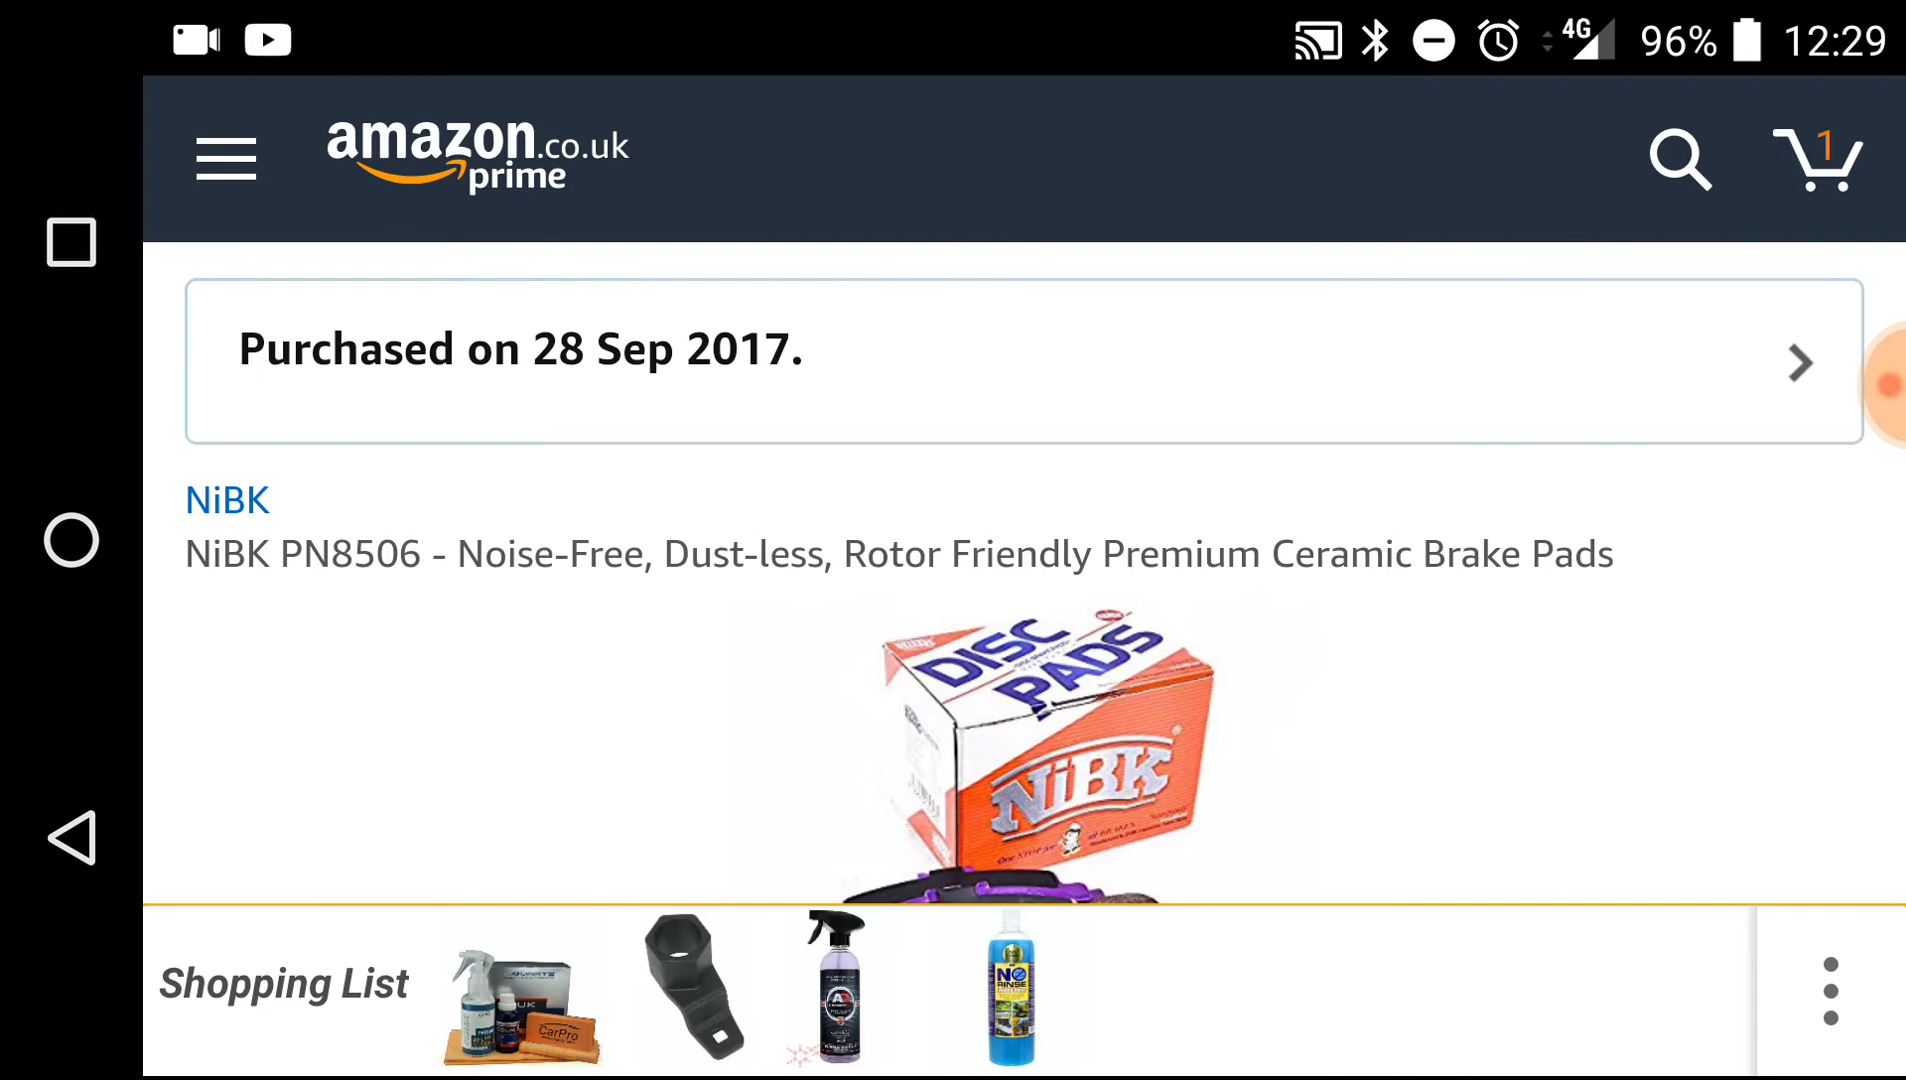 4G 96% 12:29
amazon.co.uk
prime
1
Purchased on 28 Sep 2017.
NiBK
NiBK PN8506 - Noise-Free, Dust-less, Rotor Friendly Premium Ceramic Brake Pads
DISC
PADS
NiBK
Shopping List
CarPro
NO
RINSE